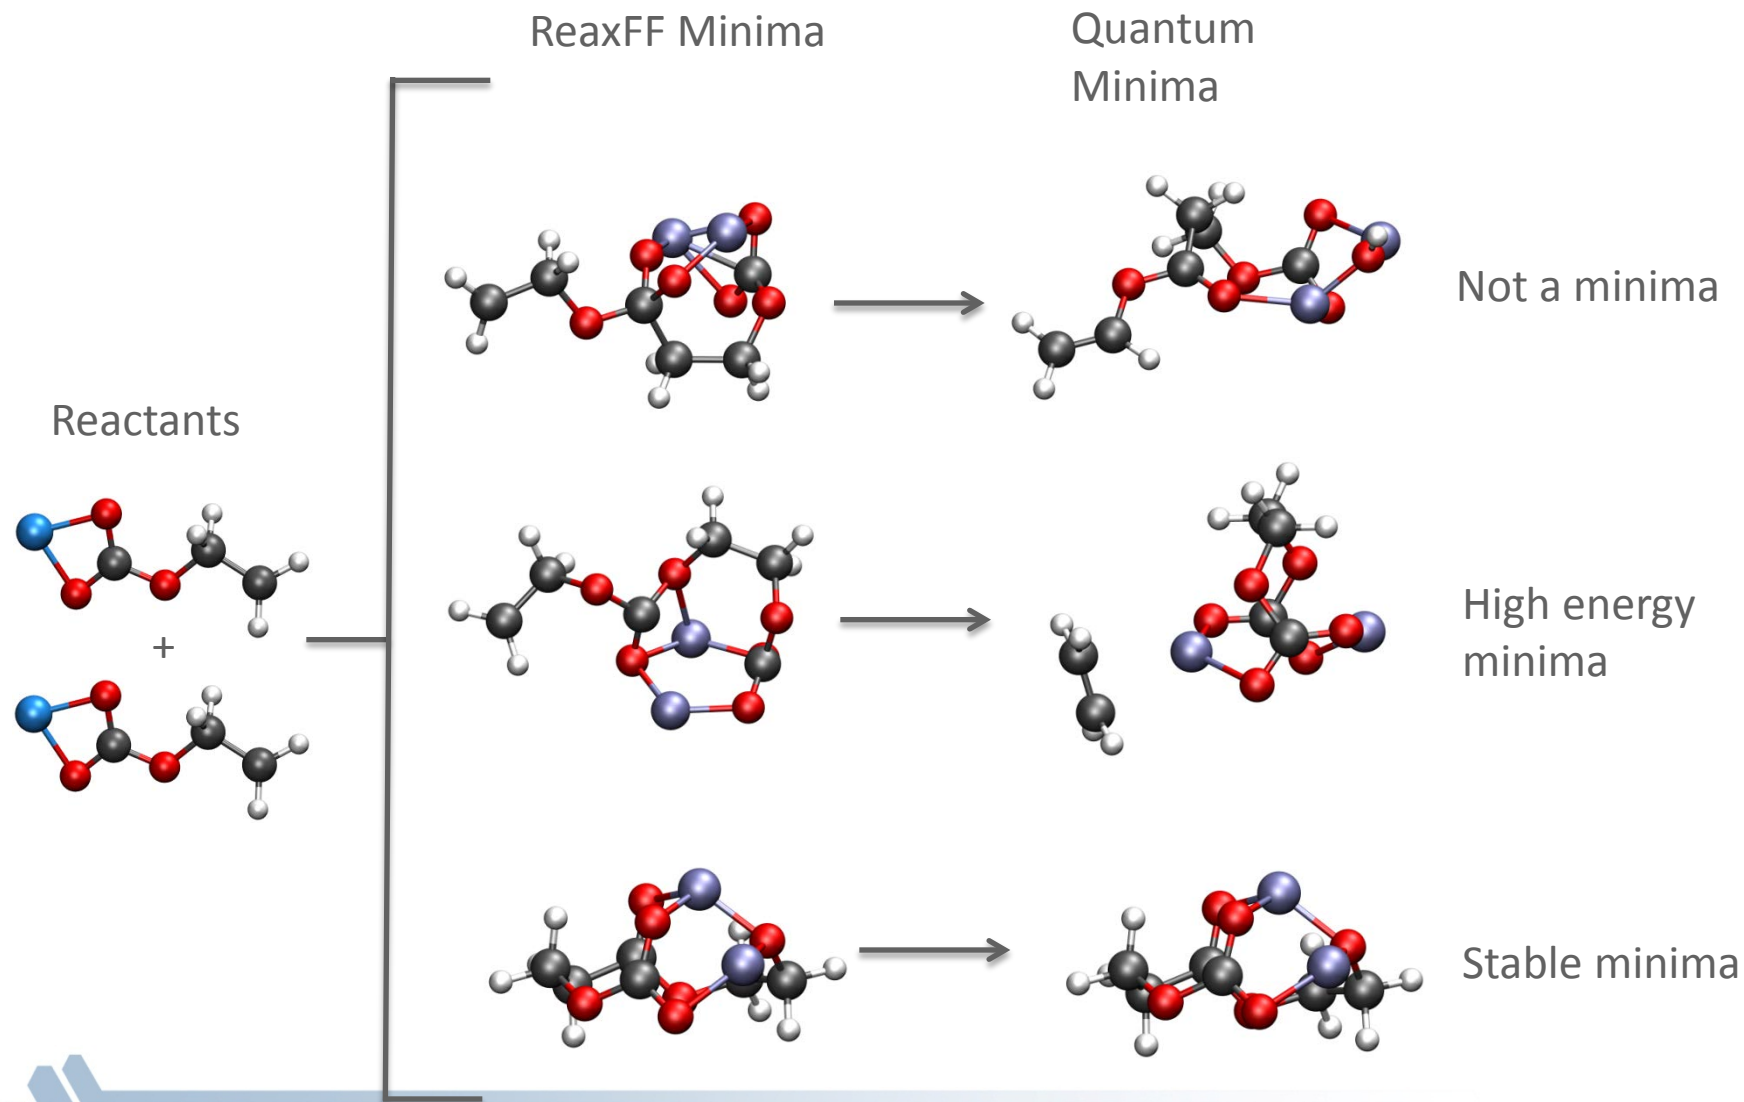 ReaxFF Minima
Quantum
Minima
Not a minima
Reactants
+
High energy
minima
Stable minima